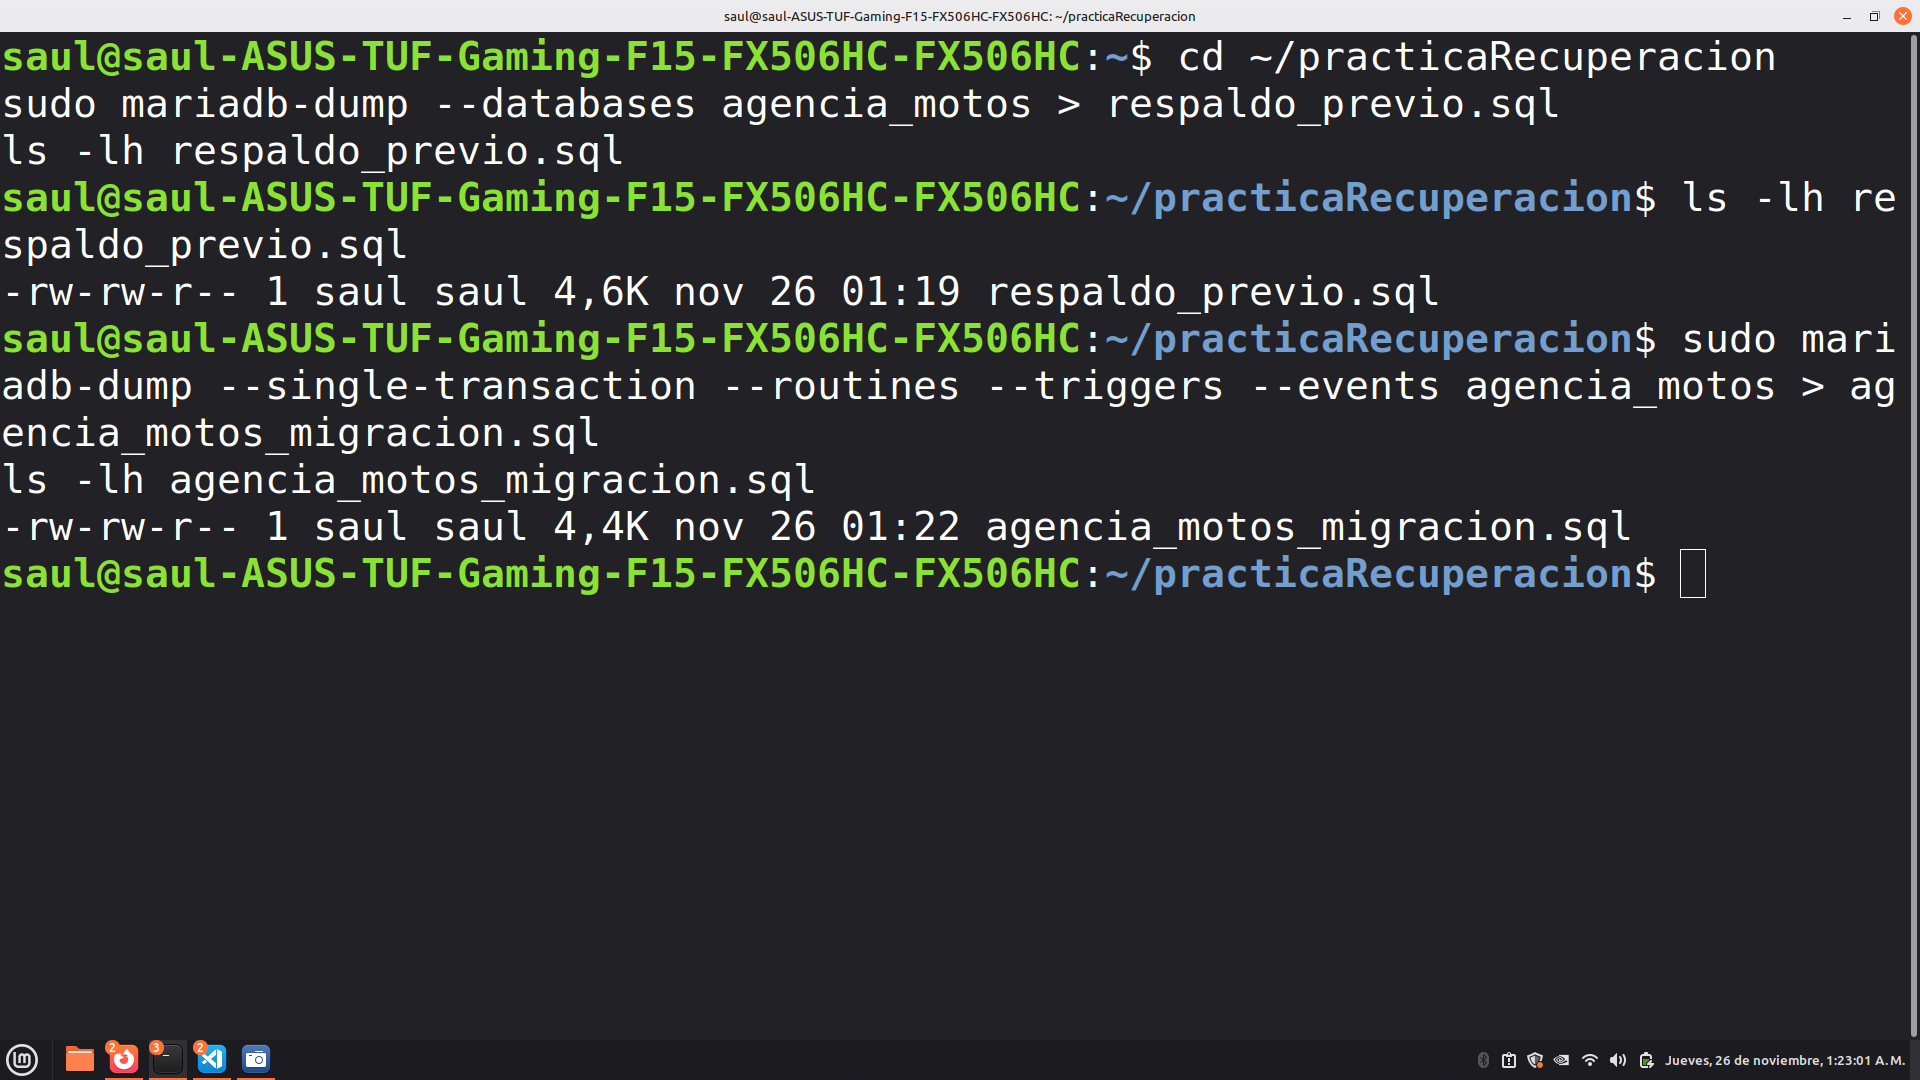 saul@saul-ASUS-TUF-Gaming-F15-FX506HC-FX506HC: ~/practicaRecuperacion
saul@saul-ASUS-TUF-Gaming-F15-FX506HC-FX506HC:~$ cd ~/practicaRecuperacion
sudo mariadb-dump --databases agencia_motos > respaldo_previo.sql
ls -lh respaldo_previo.sql
saul@saul-ASUS-TUF-Gaming-F15-FX506HC-FX506HC:~/practicaRecuperacion$ ls -lh re
spaldo_previo.sql
-rw-rw-r-- 1 saul saul 4,6K nov 26 01:19 respaldo_previo.sql
saul@saul-ASUS-TUF-Gaming-F15-FX506HC-FX506HC:~/practicaRecuperacion$ sudo mari
adb-dump --single-transaction --routines --triggers --events agencia_motos > ag
encia_motos_migracion.sql
ls -lh agencia_motos_migracion.sql
-rw-rw-r-- 1 saul saul 4,4K nov 26 01:22 agencia_motos_migracion.sql
saul@saul-ASUS-TUF-Gaming-F15-FX506HC-FX506HC:~/practicaRecuperacion$
2 3 2
Jueves, 26 de noviembre, 1:23:01 A. M.